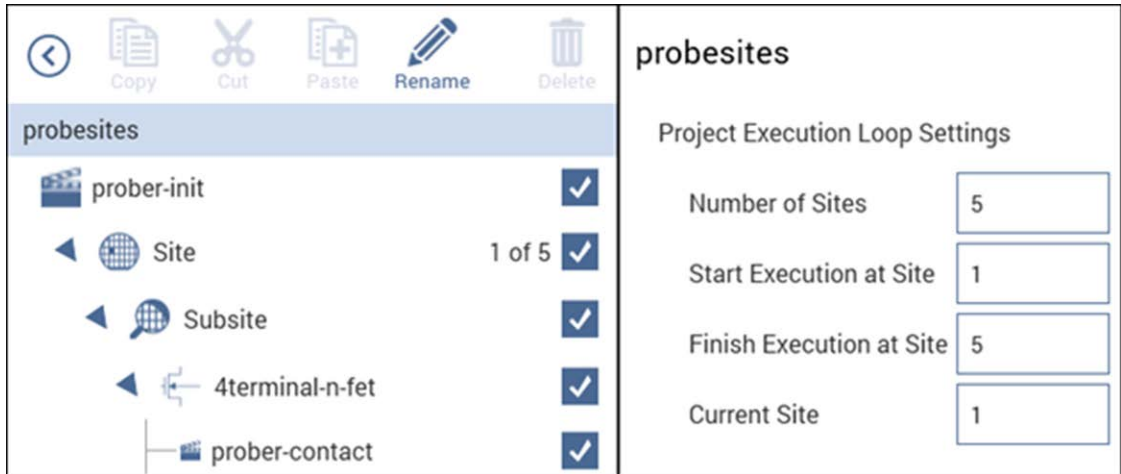 Copy
Cut
Paste
Rename
Delete
probesites
prober-init
Site
1 of 5
Subsite
4terminal-n-fet
prober-contact
probesites
Project Execution Loop Settings
Number of Sites 5
Start Execution at Site 1
Finish Execution at Site 5
Current Site 1